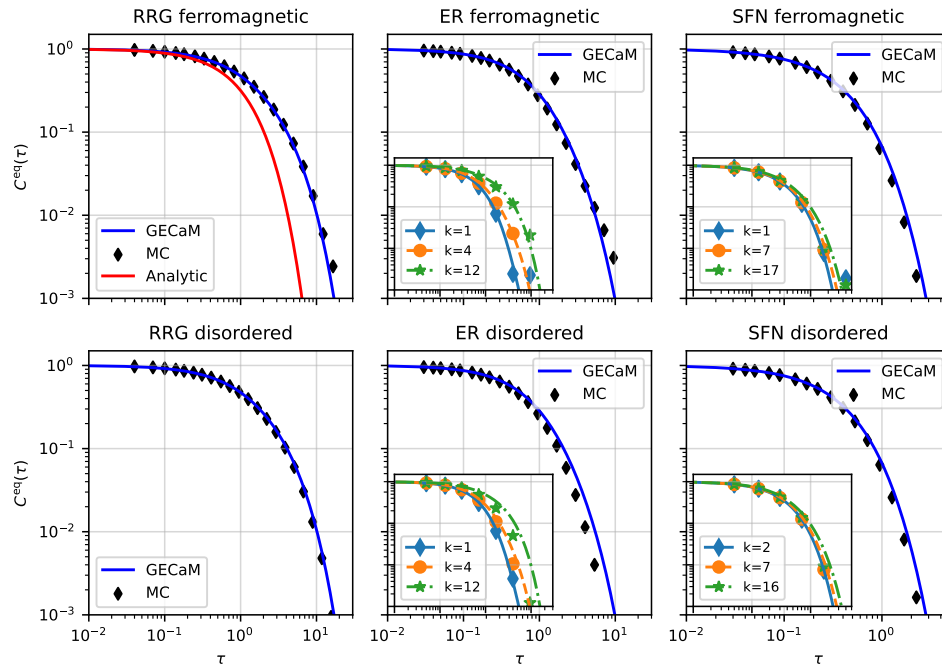 RRG ferromagnetic
ER ferromagnetic
SFN ferromagnetic
C^eq(τ)
10^0
10^-1
10^-2
10^-3
GECaM
MC
Analytic
GECaM
MC
k=1
k=4
k=12
GECaM
MC
k=1
k=7
k=17
RRG disordered
ER disordered
SFN disordered
C^eq(τ)
10^0
10^-1
10^-2
10^-3
GECaM
MC
GECaM
MC
k=1
k=4
k=12
GECaM
MC
k=2
k=7
k=16
10^-2
10^-1
10^0
10^1
10^-2
10^-1
10^0
10^1
10^-2
10^-1
10^0
τ
τ
τ